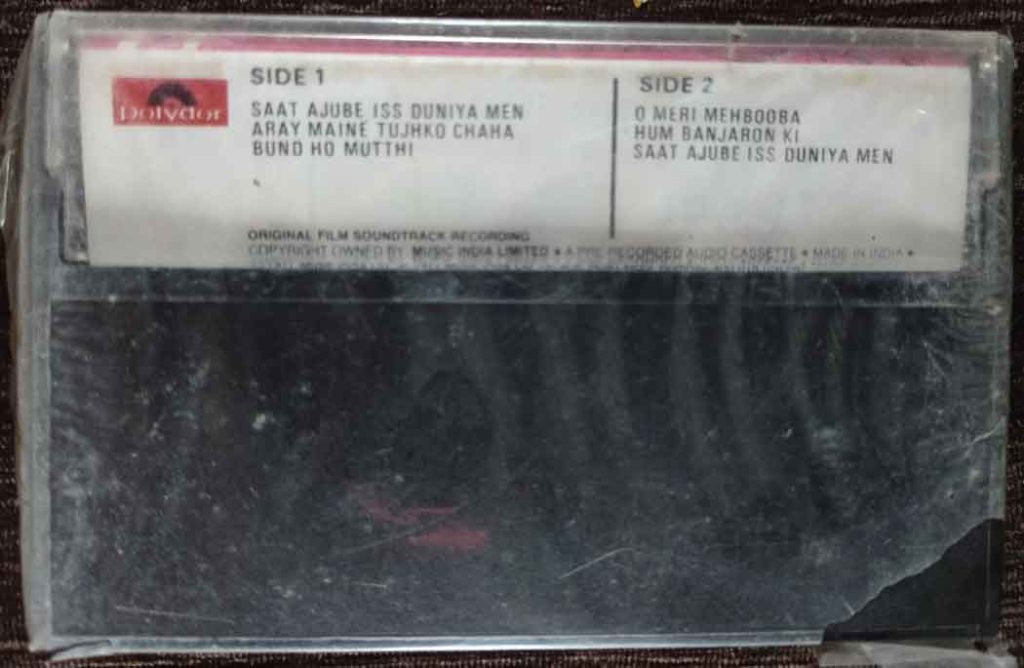 polydor
SIDE 1
SAAT AJUBE ISS DUNIYA MEN
ARAY MAINE TUJHKO CHAHA
BUND HO MUTTHI
SIDE 2
O MERI MEHBOOBA
HUM BANJARON KI
SAAT AJUBE ISS DUNIYA MEN
ORIGINAL FILM SOUNDTRACK RECORDING
COPYRIGHT OWNED BY MUSIC INDIA LIMITED • A PRE RECORDED AUDIO CASSETTE • MADE IN INDIA •